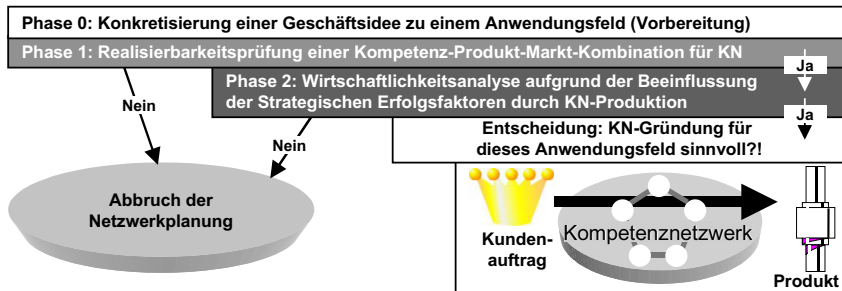 Phase 0: Konkretisierung einer Geschäftsidee zu einem Anwendungsfeld (Vorbereitung)
Phase 1: Realisierbarkeitsprüfung einer Kompetenz-Produkt-Markt-Kombination für KN
Ja
Phase 2: Wirtschaftlichkeitsanalyse aufgrund der Beeinflussung
der Strategischen Erfolgsfaktoren durch KN-Produktion
Nein
Ja
Nein
Entscheidung: KN-Gründung für
dieses Anwendungsfeld sinnvoll?!
Abbruch der
Netzwerkplanung
Kunden-
auftrag
Kompetenznetzwerk
Produkt